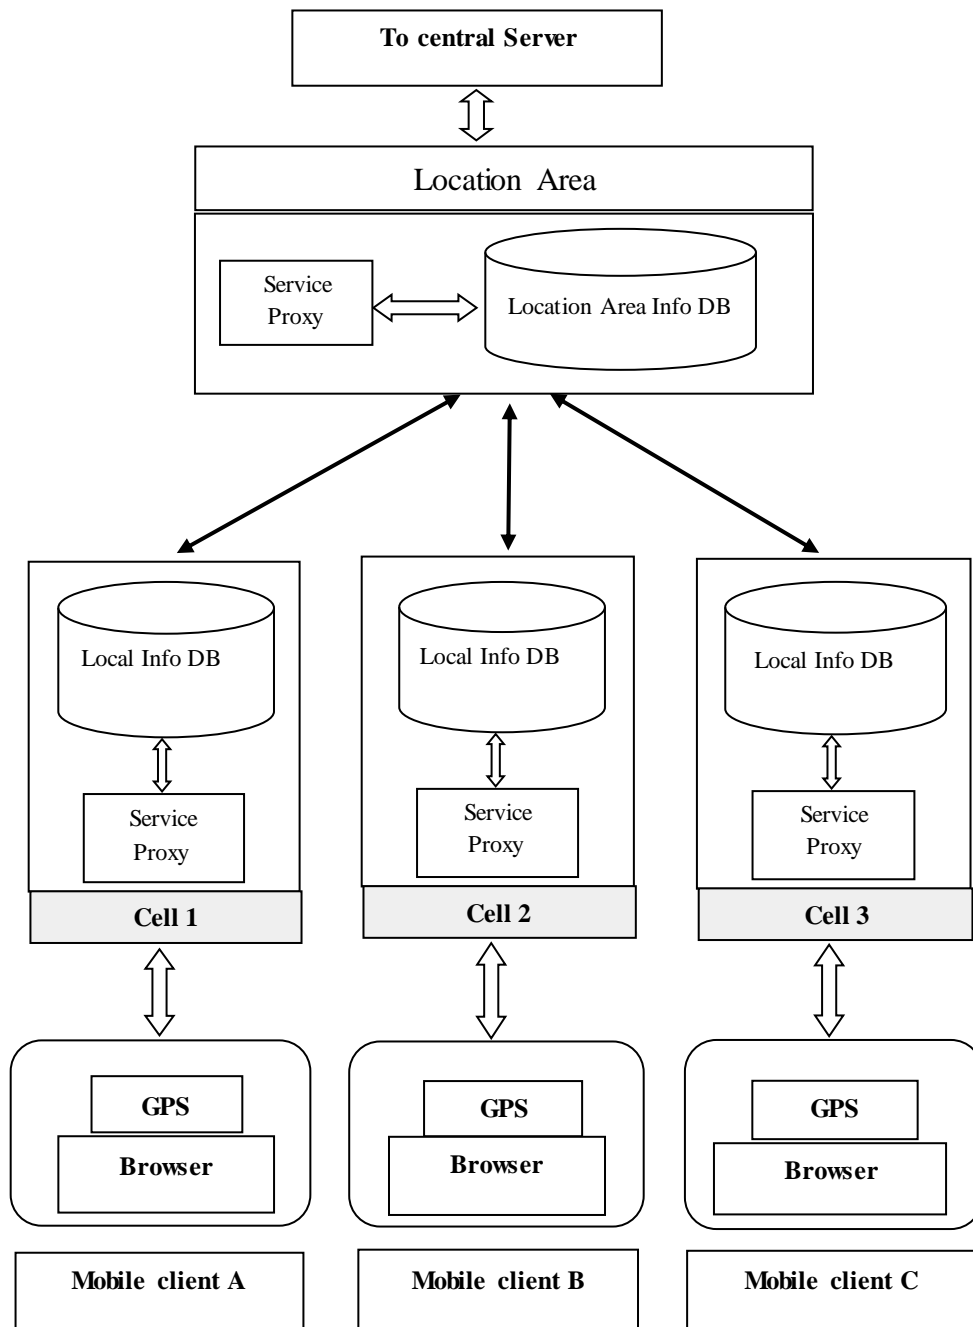 To central Server
Location Area
Service
Proxy
Location Area Info DB
Local Info DB
Local Info DB
Local Info DB
Service
Proxy
Service
Proxy
Service
Proxy
Cell 1
Cell 2
Cell 3
GPS
Browser
GPS
Browser
GPS
Browser
Mobile client A
Mobile client B
Mobile client C